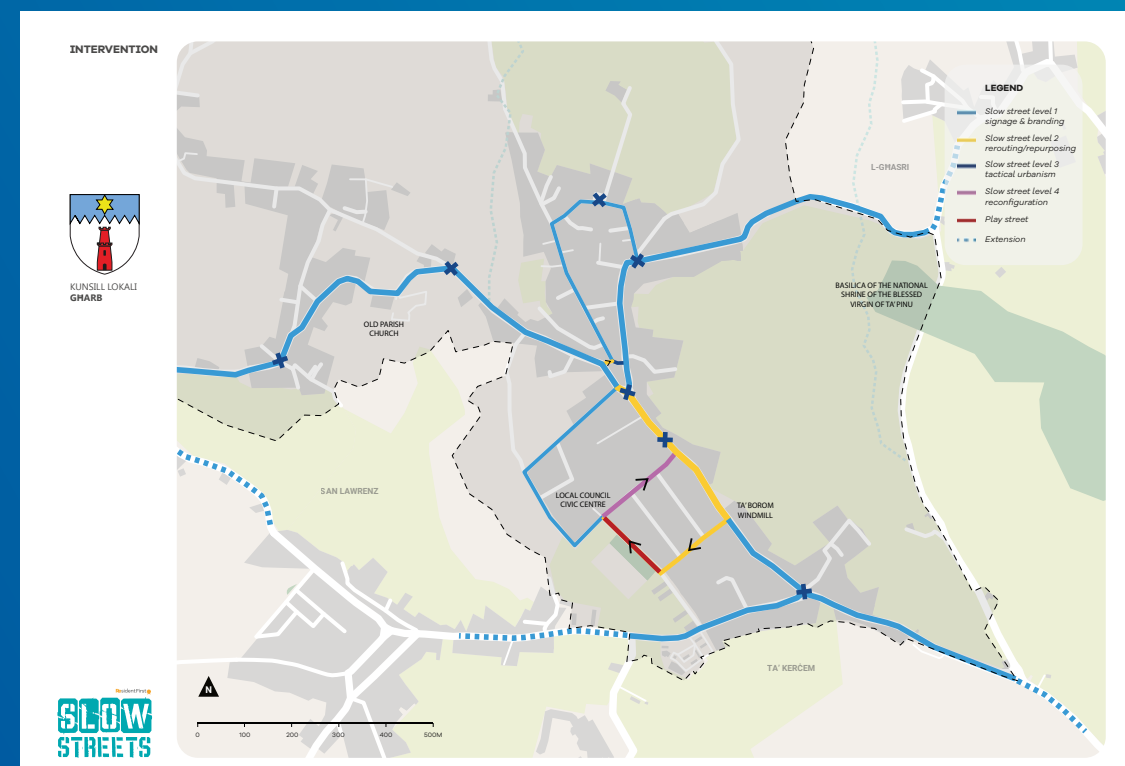 INTERVENTION
KUNSILL LOKALI
GĦARB
LEGEND
Slow street level 1
signage & branding
Slow street level 2
rerouting/repurposing
Slow street level 3
tactical urbanism
Slow street level 4
reconfiguration
Play street
Extension
L-GĦASRI
BASILICA OF THE NATIONAL
SHRINE OF THE BLESSED
VIRGIN OF TA' PINU
OLD PARISH
CHURCH
SAN LAWRENZ
LOCAL COUNCIL
CIVIC CENTRE
TA' BOROM
WINDMILL
TA' KERĊEM
N
0 100 200 300 400 500M
ResidentFirst
SLOW
STREETS